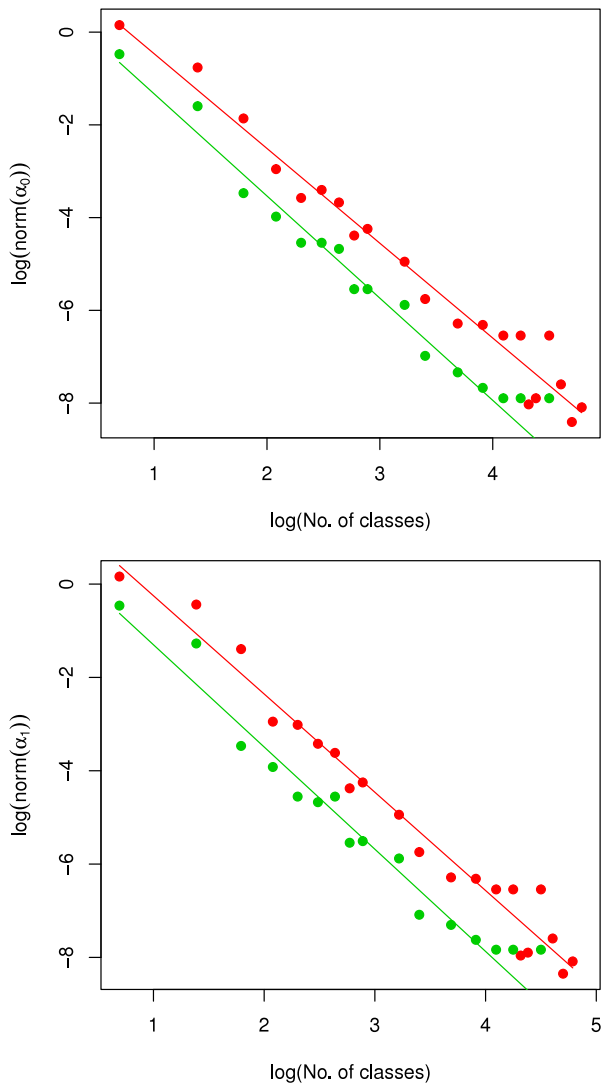 0
−2
−4
−6
−8
log(norm(α₀))
1 2 3 4
log(No. of classes)
0
−2
−4
−6
−8
log(norm(α₁))
1 2 3 4 5
log(No. of classes)